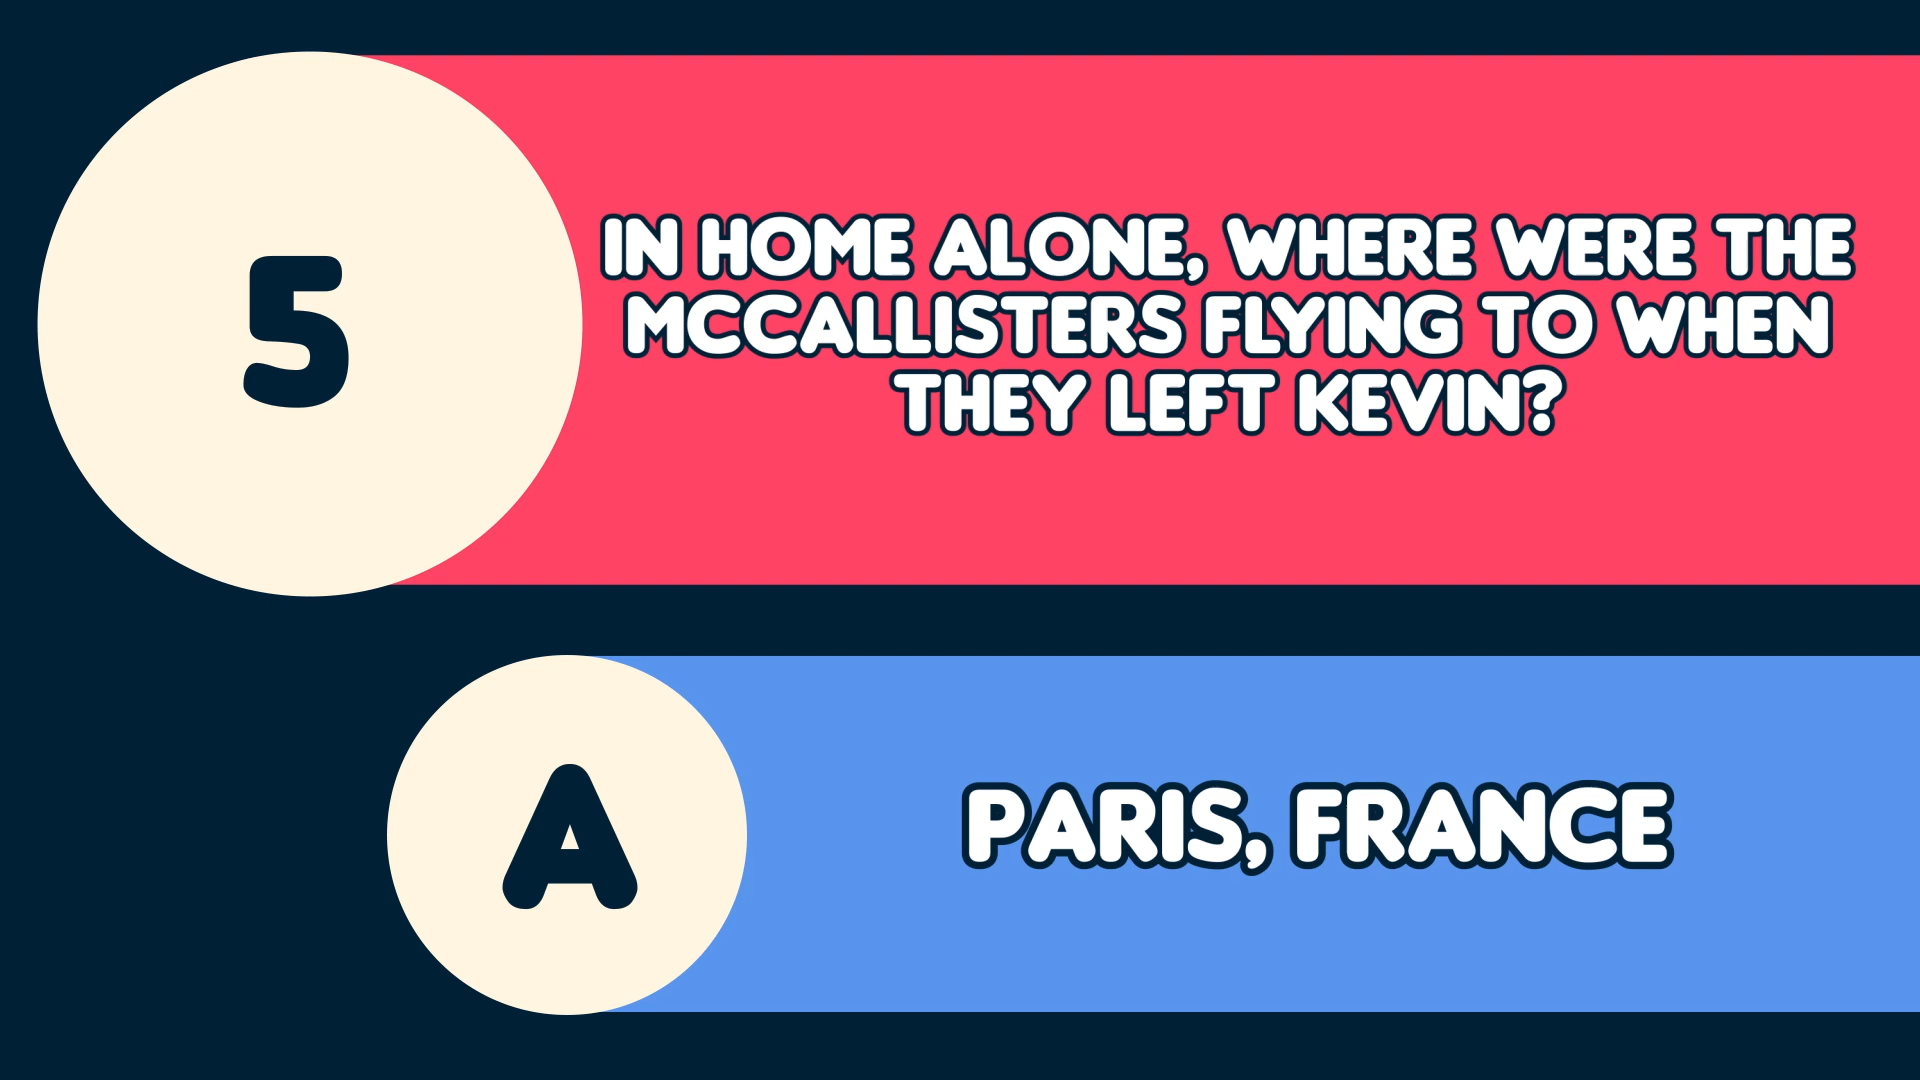 5
IN HOME ALONE, WHERE WERE THE
MCCALLISTERS FLYING TO WHEN
THEY LEFT KEVIN?
A
PARIS, FRANCE